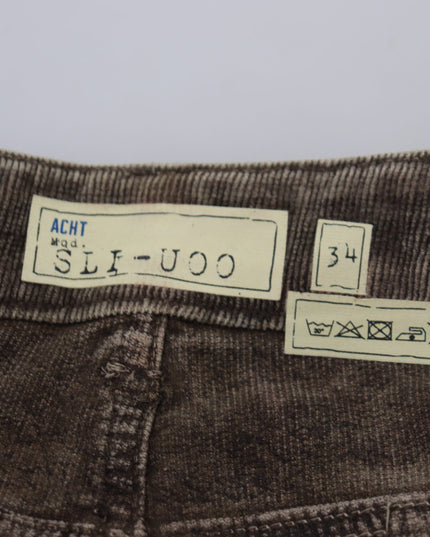 ACHT
Mod.
SLI-U00
34